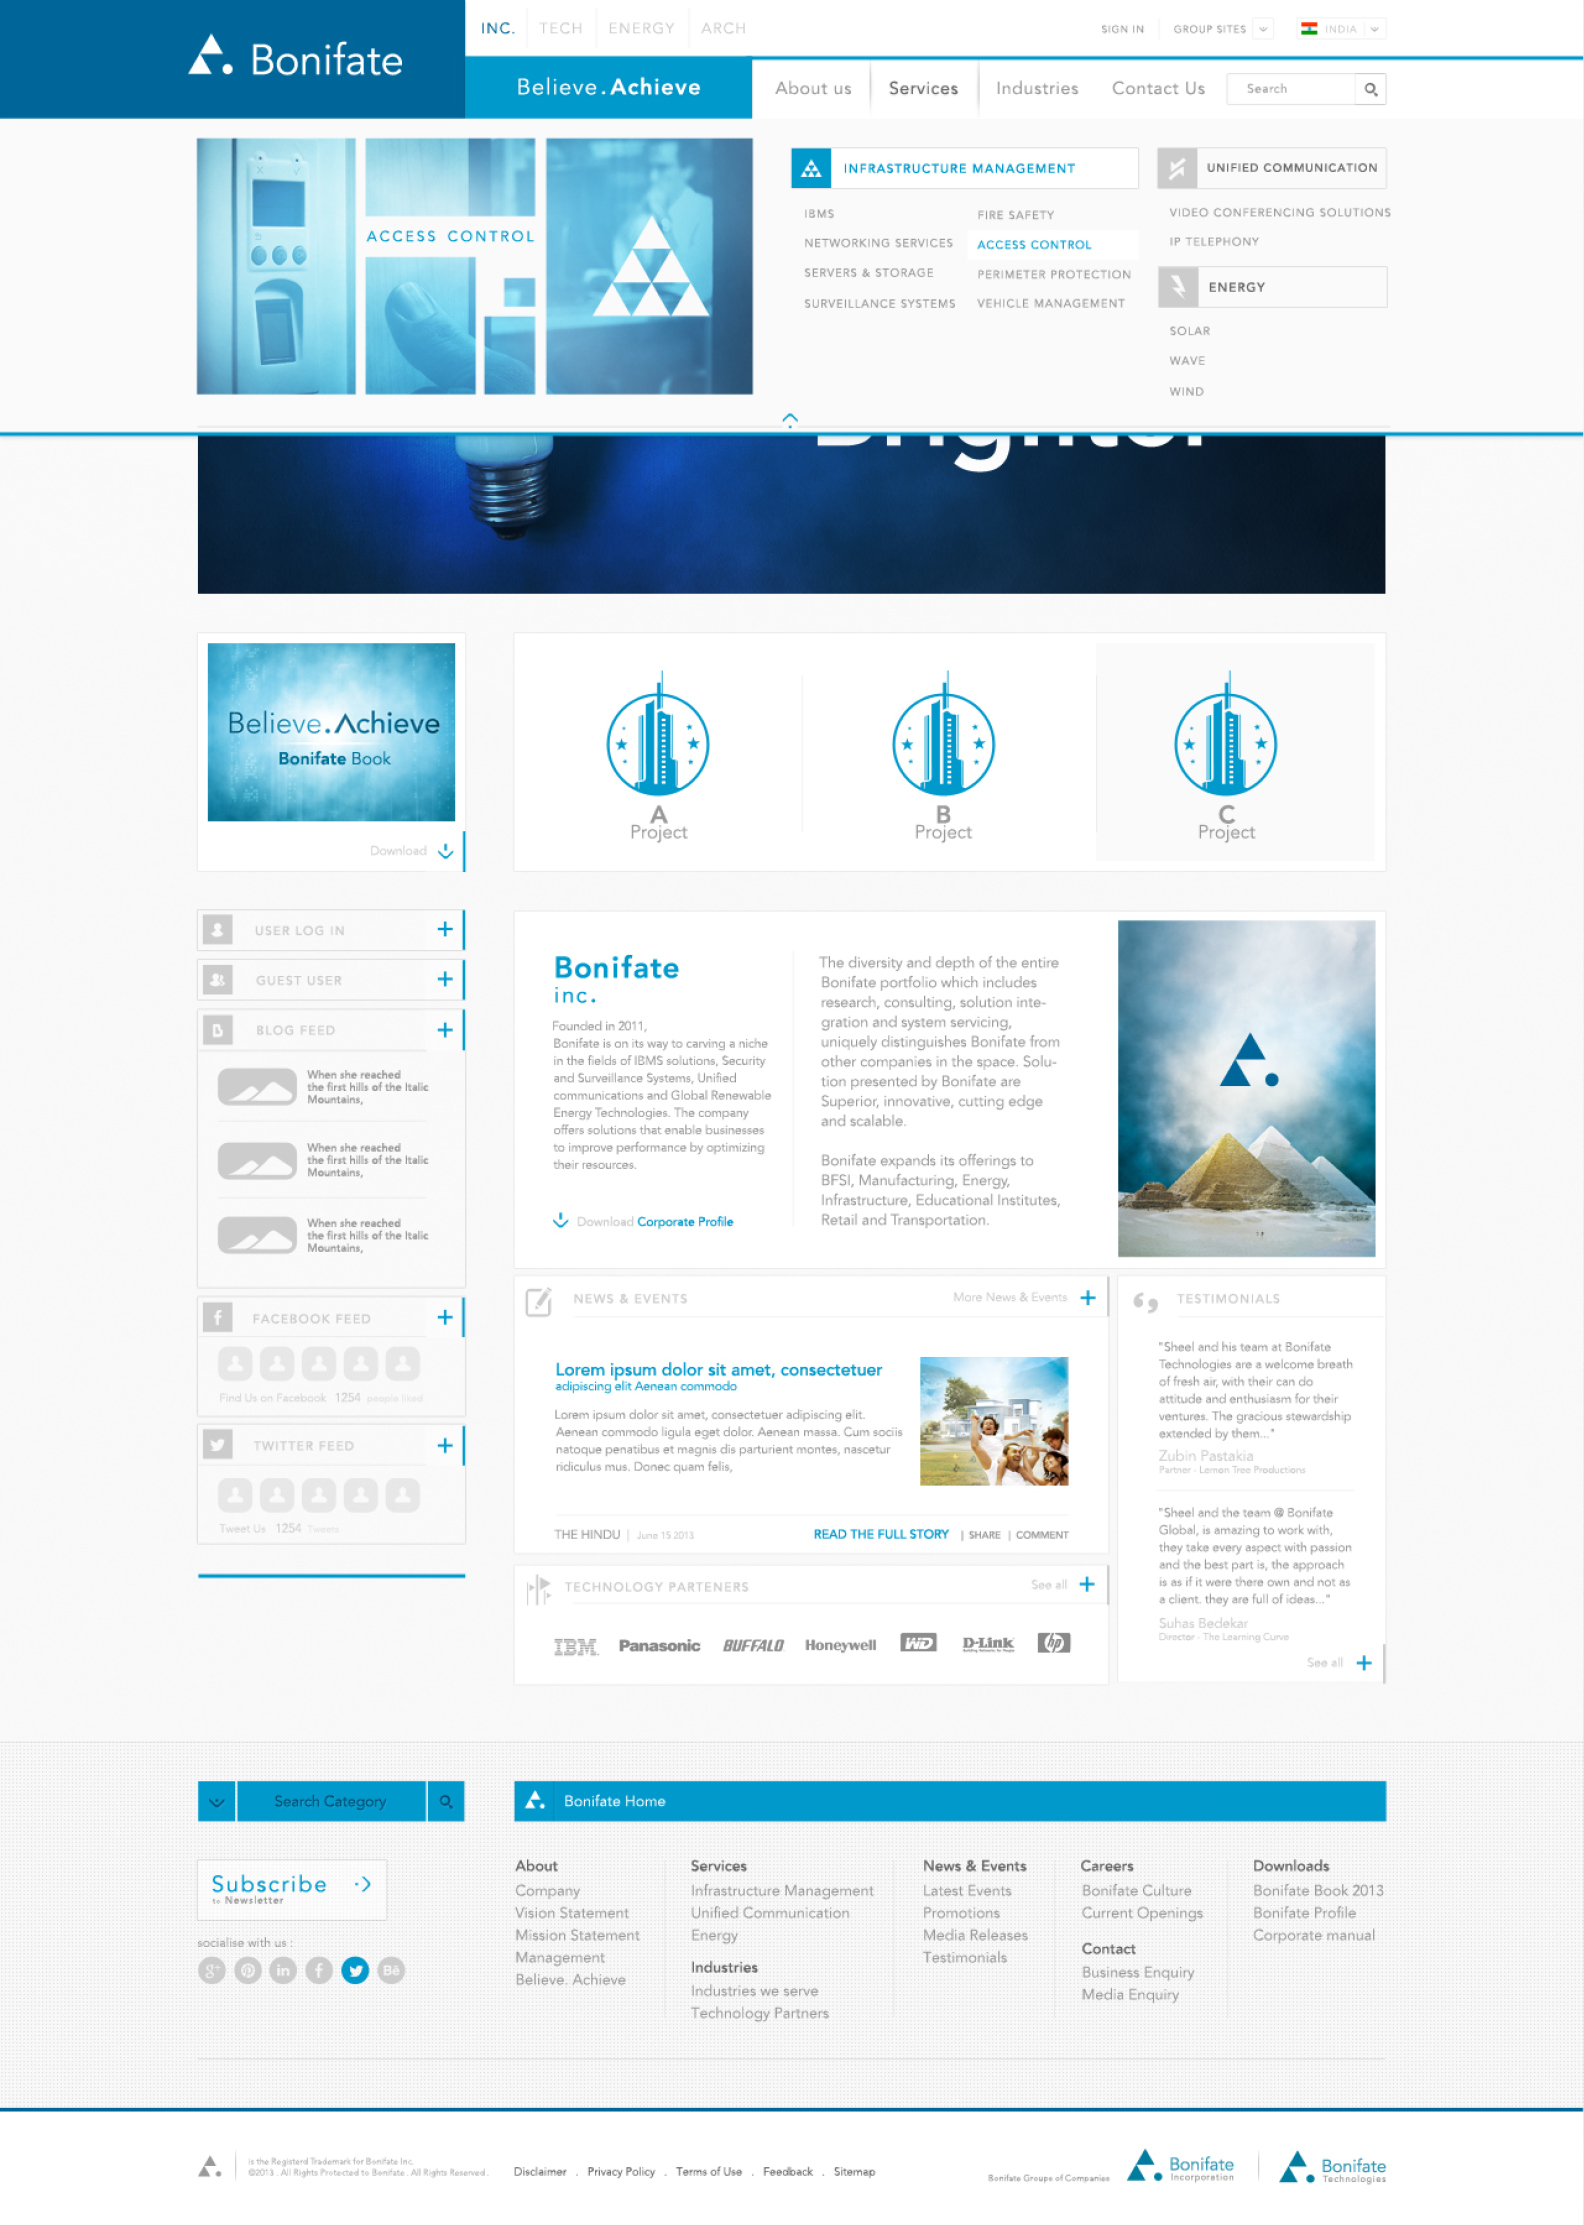 Bonifate
INC. TECH ENERGY ARCH
SIGN IN GROUP SITES INDIA
Believe.Achieve
About us Services Industries Contact Us Search
ACCESS CONTROL
INFRASTRUCTURE MANAGEMENT
IBMS
NETWORKING SERVICES
SERVERS & STORAGE
SURVEILLANCE SYSTEMS
FIRE SAFETY
ACCESS CONTROL
PERIMETER PROTECTION
VEHICLE MANAGEMENT
UNIFIED COMMUNICATION
VIDEO CONFERENCING SOLUTIONS
IP TELEPHONY
ENERGY
SOLAR
WAVE
WIND
Brighter
Believe.Achieve
Bonifate Book
Download
A
Project
B
Project
C
Project
USER LOG IN
GUEST USER
BLOG FEED
When she reached
the first hills of the Italic
Mountains,
When she reached
the first hills of the Italic
Mountains,
When she reached
the first hills of the Italic
Mountains,
FACEBOOK FEED
Find Us on Facebook 1254 people liked
TWITTER FEED
Tweet Us 1254 Tweets
Bonifate
inc.
Founded in 2011,
Bonifate is on its way to carving a niche
in the fields of IBMS solutions, Security
and Surveillance Systems, Unified
communications and Global Renewable
Energy Technologies. The company
offers solutions that enable businesses
to improve performance by optimizing
their resources.
Download Corporate Profile
The diversity and depth of the entire
Bonifate portfolio which includes
research, consulting, solution inte-
gration and system servicing,
uniquely distinguishes Bonifate from
other companies in the space. Solu-
tion presented by Bonifate are
Superior, innovative, cutting edge
and scalable.
Bonifate expands its offerings to
BFSI, Manufacturing, Energy,
Infrastructure, Educational Institutes,
Retail and Transportation.
NEWS & EVENTS
More News & Events
Lorem ipsum dolor sit amet, consectetuer
adipiscing elit Aenean commodo
Lorem ipsum dolor sit amet, consectetuer adipiscing elit.
Aenean commodo ligula eget dolor. Aenean massa. Cum sociis
natoque penatibus et magnis dis parturient montes, nascetur
ridiculus mus. Donec quam felis,
THE HINDU | June 15 2013
READ THE FULL STORY | SHARE | COMMENT
TECHNOLOGY PARTENERS
See all
IBM. Panasonic BUFFALO Honeywell WD D-Link hp
Building Networks for People
TESTIMONIALS
"Sheel and his team at Bonifate
Technologies are a welcome breath
of fresh air, with their can do
attitude and enthusiasm for their
ventures. The gracious stewardship
extended by them..."
Zubin Pastakia
Partner - Lemon Tree Productions
"Sheel and the team @ Bonifate
Global, is amazing to work with,
they take every aspect with passion
and the best part is, the approach
is as if it were there own and not as
a client. they are full of ideas..."
Suhas Bedekar
Director - The Learning Curve
See all
Search Category
Bonifate Home
Subscribe
to Newsletter
socialise with us :
g+ in f Bē
About
Company
Vision Statement
Mission Statement
Management
Believe. Achieve
Services
Infrastructure Management
Unified Communication
Energy
Industries
Industries we serve
Technology Partners
News & Events
Latest Events
Promotions
Media Releases
Testimonials
Careers
Bonifate Culture
Current Openings
Contact
Business Enquiry
Media Enquiry
Downloads
Bonifate Book 2013
Bonifate Profile
Corporate manual
is the Registerd Trademark for Bonifate Inc.
©2013 . All Rights Protected to Bonifate . All Rights Reserved .
Disclaimer . Privacy Policy . Terms of Use . Feedback . Sitemap
Bonifate Groups of Companies
Bonifate
Incorporation
Bonifate
Technologies